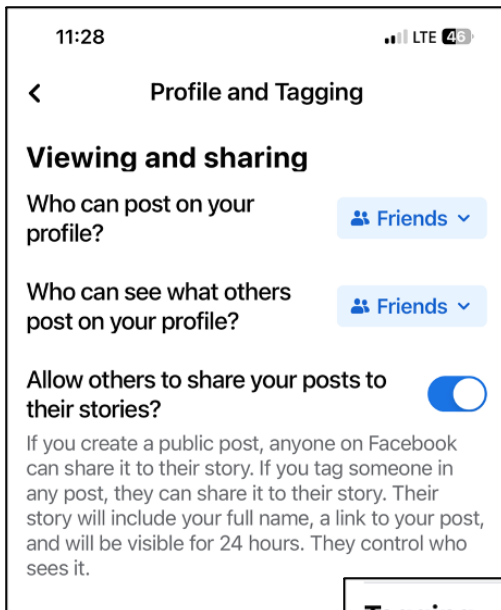 11:28 LTE 46
Profile and Tagging
Viewing and sharing
Who can post on your
profile?
Friends
Who can see what others
post on your profile?
Friends
Allow others to share your posts to
their stories?
If you create a public post, anyone on Facebook
can share it to their story. If you tag someone in
any post, they can share it to their story. Their
story will include your full name, a link to your post,
and will be visible for 24 hours. They control who
sees it.